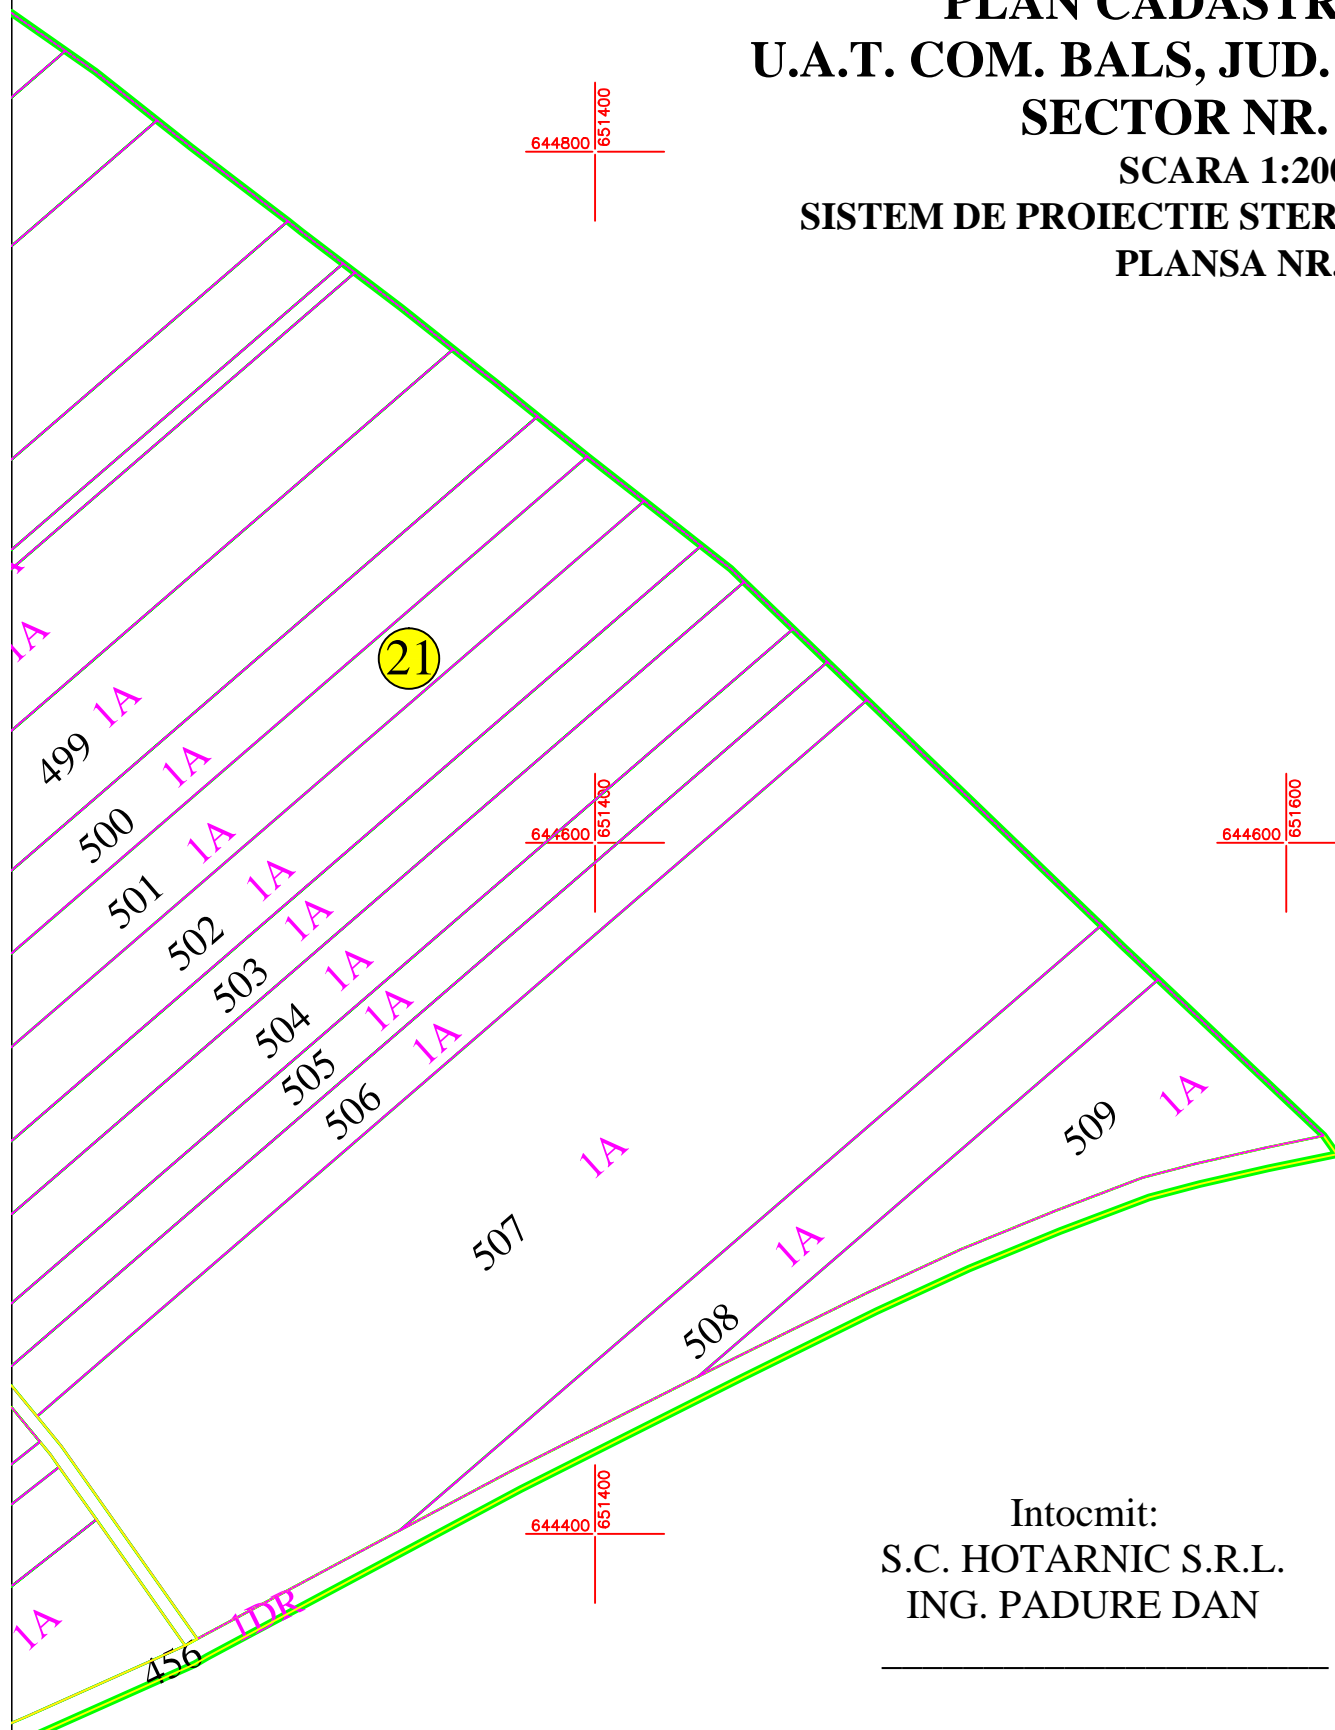 PLAN CADASTR
U.A.T. COM. BALS, JUD.
SECTOR NR.
SCARA 1:200
SISTEM DE PROIECTIE STER
PLANSA NR.
644800
651400
21
1A
499 1A
500 1A
501 1A
502 1A
503 1A
504 1A
505 1A
506 1A
644600
651400
644600
651600
507 1A
508 1A
509 1A
644400
651400
1A
1DR
456
Intocmit:
S.C. HOTARNIC S.R.L.
ING. PADURE DAN